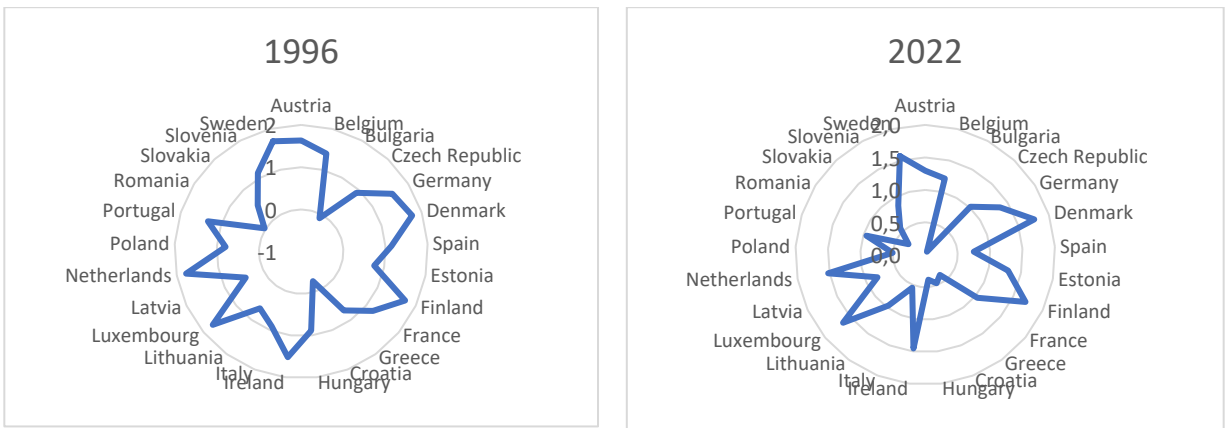 1996
Austria
Belgium
Bulgaria
Czech Republic
Germany
Denmark
Spain
Estonia
Finland
France
Greece
Croatia
Hungary
Ireland
Italy
Lithuania
Luxembourg
Latvia
Netherlands
Poland
Portugal
Romania
Slovakia
Slovenia
Sweden
2
1
0
-1
2022
Austria
Belgium
Bulgaria
Czech Republic
Germany
Denmark
Spain
Estonia
Finland
France
Greece
Croatia
Hungary
Ireland
Italy
Lithuania
Luxembourg
Latvia
Netherlands
Poland
Portugal
Romania
Slovakia
Slovenia
Sweden
2,0
1,5
1,0
0,5
0,0